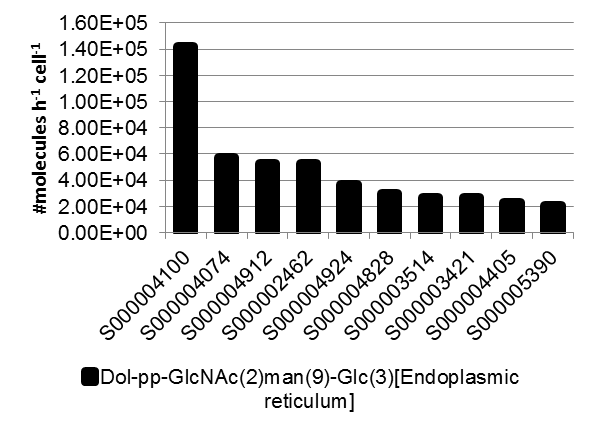 #molecules h-1 cell-1
1.60E+05
1.40E+05
1.20E+05
1.00E+05
8.00E+04
6.00E+04
4.00E+04
2.00E+04
0.00E+00
S000004100
S000004074
S000004912
S000002462
S000004924
S000004828
S000003514
S000003421
S000004405
S000005390
Dol-pp-GlcNAc(2)man(9)-Glc(3)[Endoplasmic
reticulum]